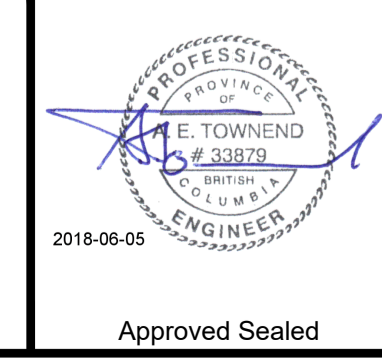 PROFESSIONAL
PROVINCE
OF
A. E. TOWNEND
# 33879
BRITISH
COLUMBIA
ENGINEER
2018-06-05
Approved Sealed